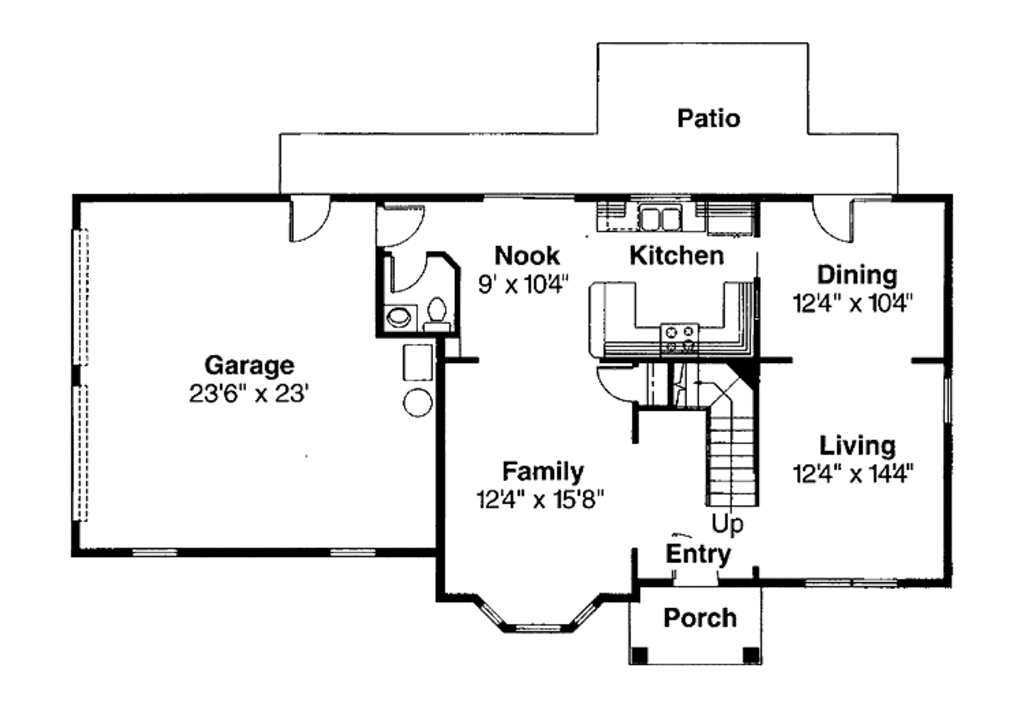 Patio
Nook
9' x 10'4"
Kitchen
Dining
12'4" x 10'4"
Garage
23'6" x 23'
Family
12'4" x 15'8"
Living
12'4" x 14'4"
Up
Entry
Porch